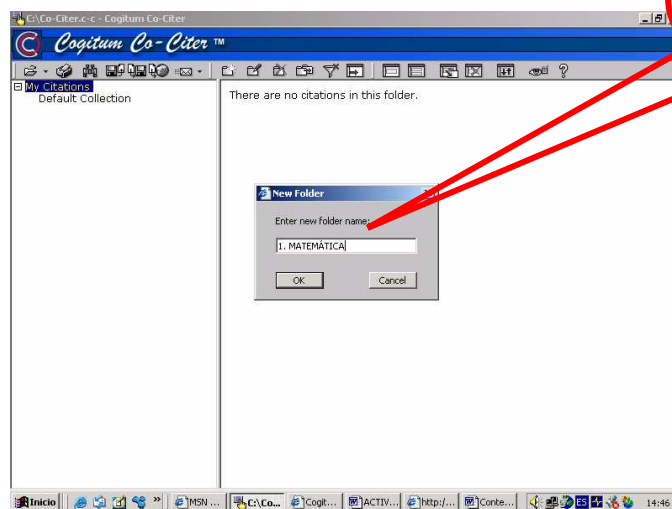 C:\Co-Citer.c-c - Cogitum Co-Citer
Cogitum Co-Citer ™
My Citations
Default Collection
There are no citations in this folder.
New Folder
Enter new folder name:
1. MATEMÁTICA
OK
Cancel
Inicio
MSN ...
C:\Co...
Cogit...
ACTIV...
http:/...
Conte...
ES
14:46